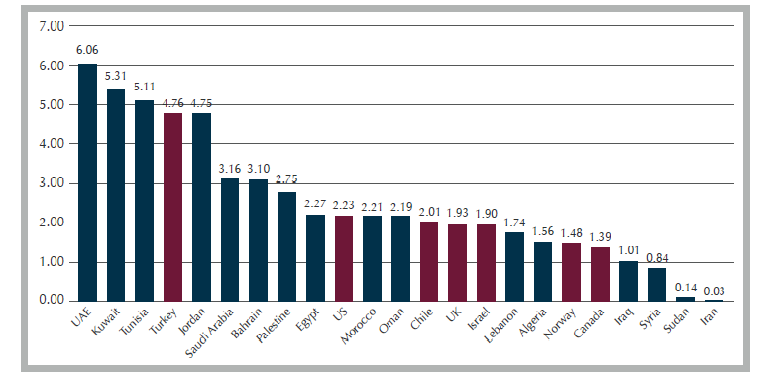 7.00
6.00
5.00
4.00
3.00
2.00
1.00
0.00
6.06
5.31
5.11
4.76 4.75
3.16 3.10 2.75
2.27 2.23 2.21 2.19 2.01 1.93 1.90
1.74
1.56 1.48 1.39
1.01 0.84
0.14 0.03
UAE
Kuwait
Tunisia
Turkey
Jordan
Saudi Arabia
Bahrain
Palestine
Egypt
US
Morocco
Oman
Chile
UK
Israel
Lebanon
Algeria
Norway
Canada
Iraq
Syria
Sudan
Iran